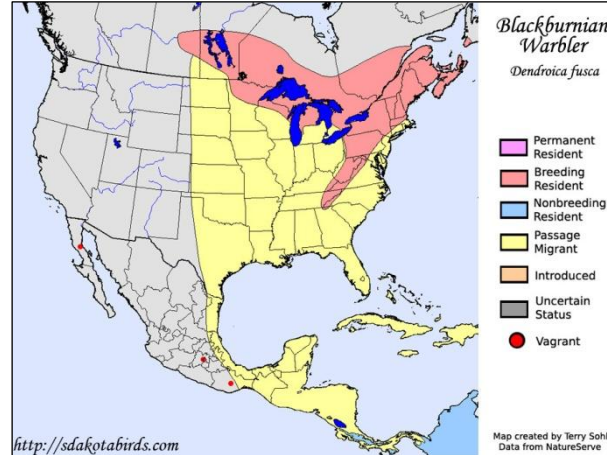 Blackburnian
Warbler
Dendroica fusca
Permanent
Resident
Breeding
Resident
Nonbreeding
Resident
Passage
Migrant
Introduced
Uncertain
Status
Vagrant
http://sdakotabirds.com
Map created by Terry Sohl
Data from NatureServe